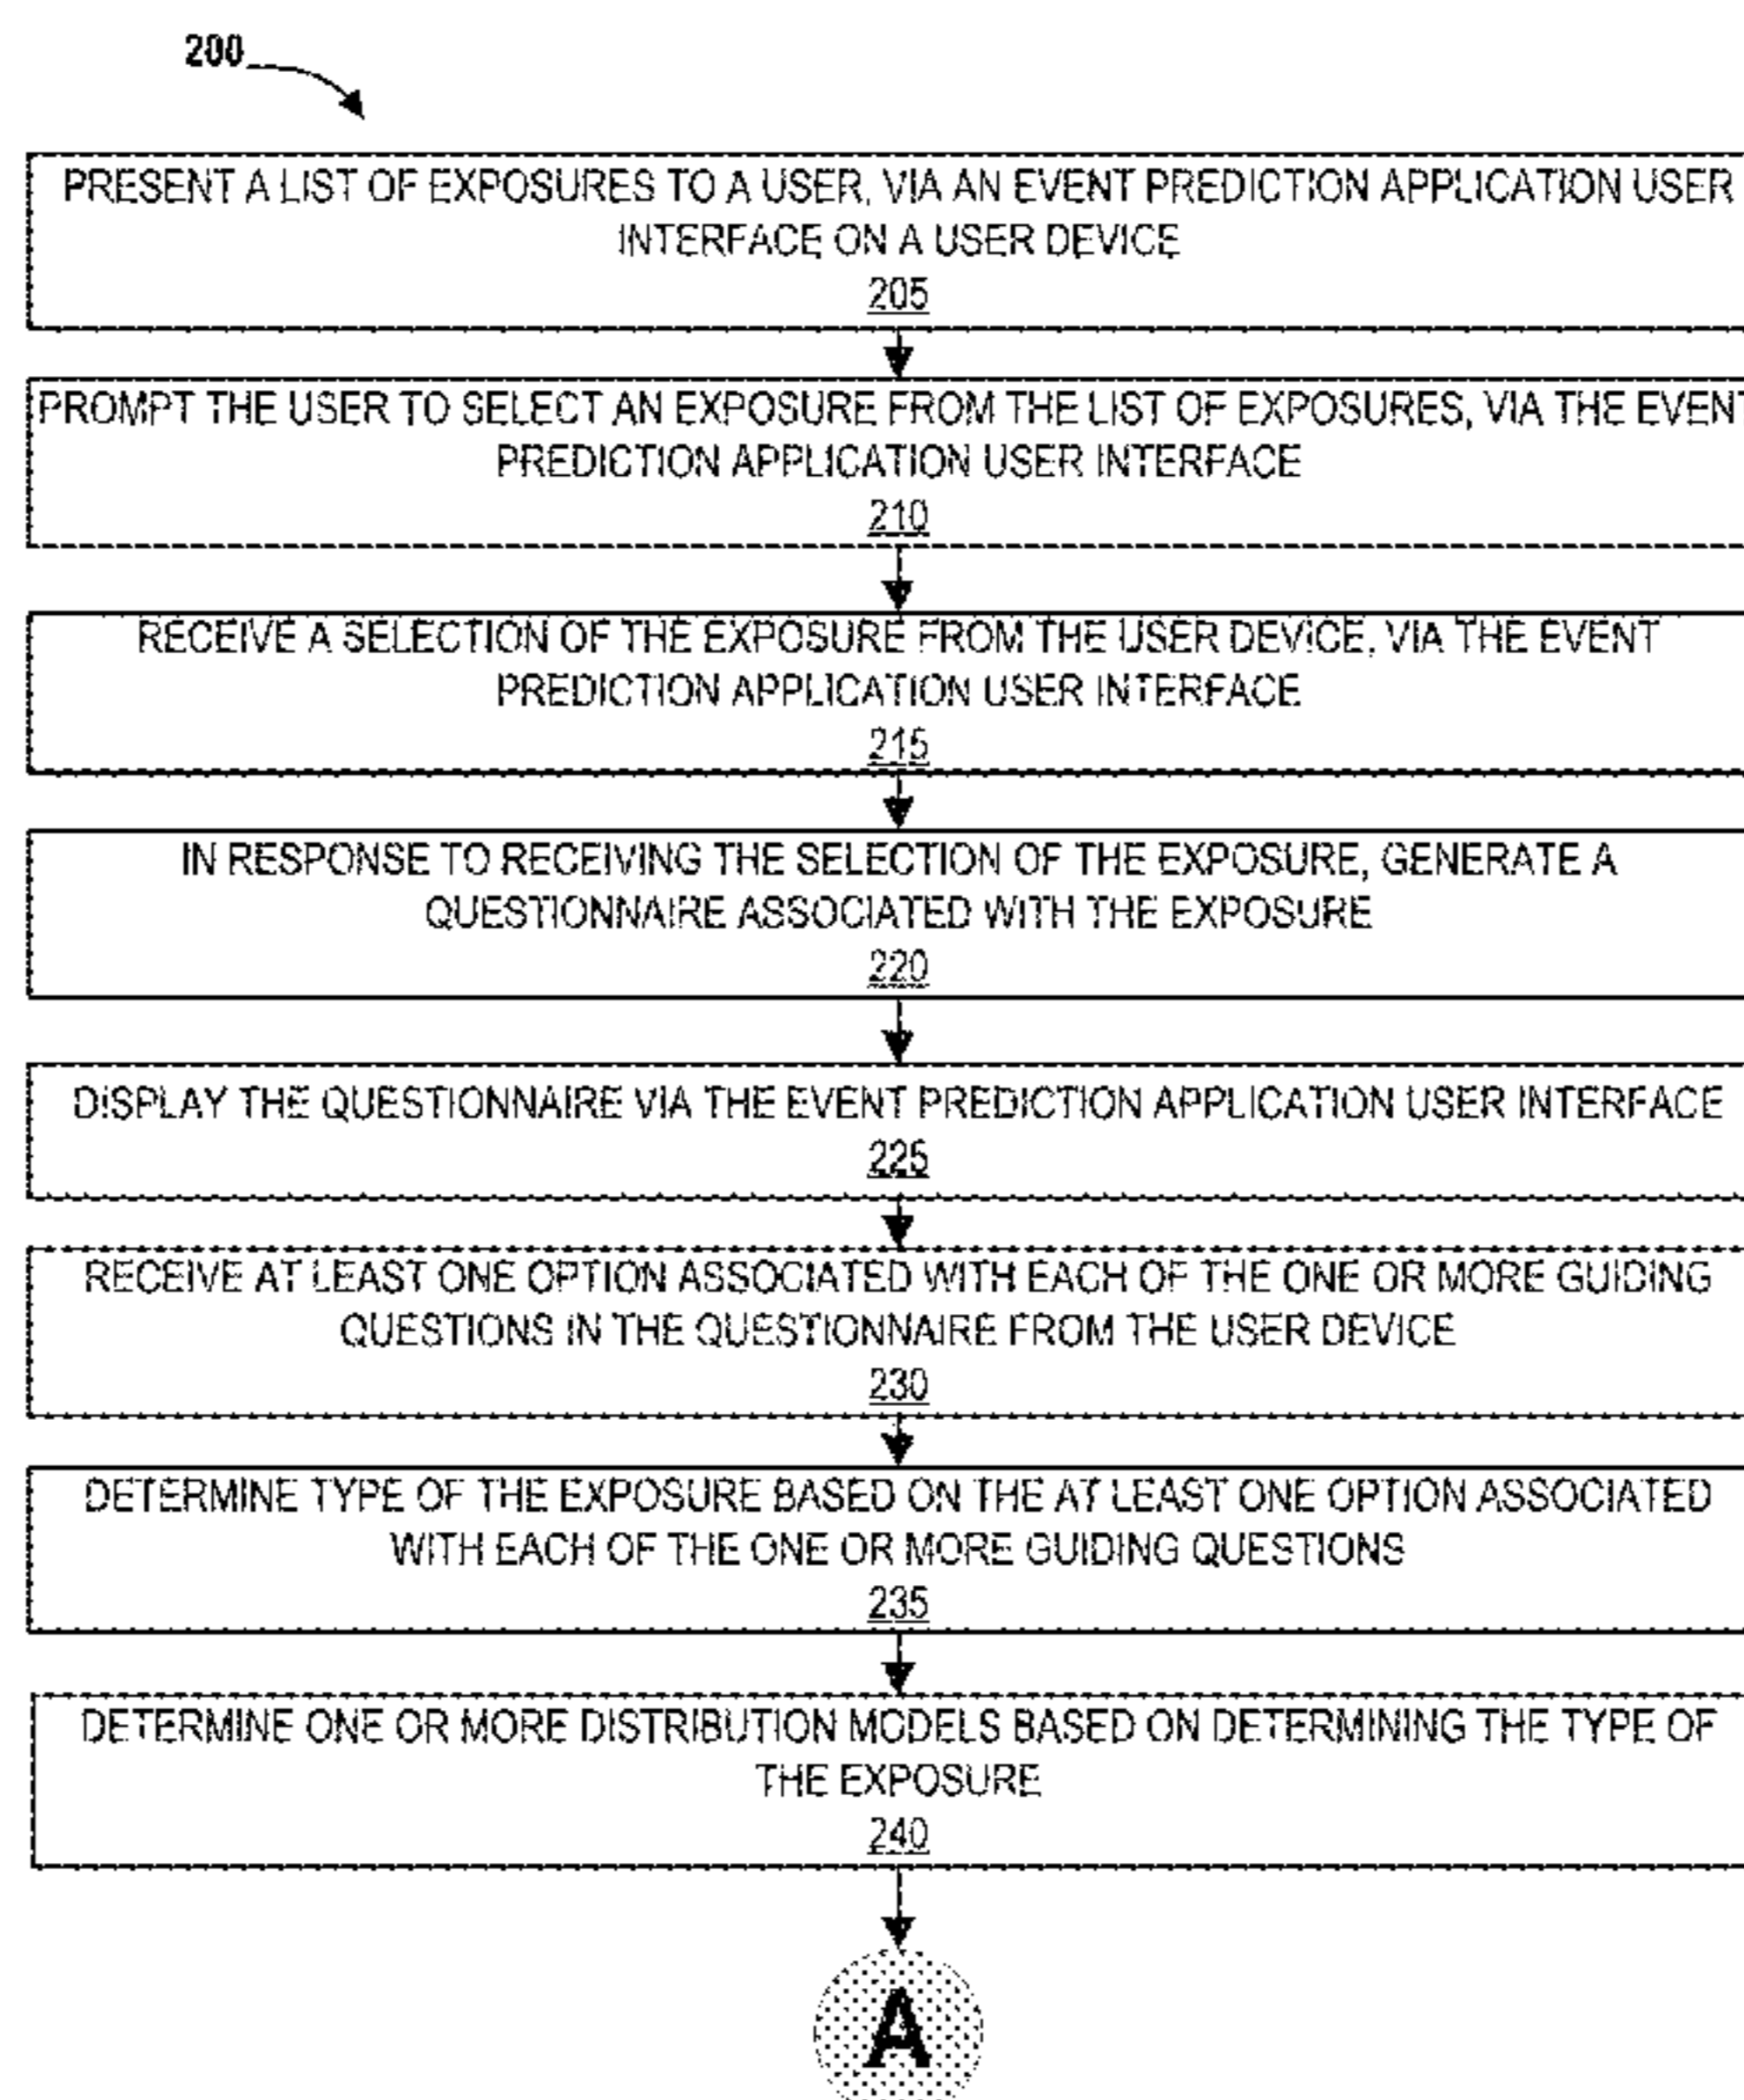 200
PRESENT A LIST OF EXPOSURES TO A USER, VIA AN EVENT PREDICTION APPLICATION USER
INTERFACE ON A USER DEVICE
205
PROMPT THE USER TO SELECT AN EXPOSURE FROM THE LIST OF EXPOSURES, VIA THE EVENT
PREDICTION APPLICATION USER INTERFACE
210
RECEIVE A SELECTION OF THE EXPOSURE FROM THE USER DEVICE, VIA THE EVENT
PREDICTION APPLICATION USER INTERFACE
215
IN RESPONSE TO RECEIVING THE SELECTION OF THE EXPOSURE, GENERATE A
QUESTIONNAIRE ASSOCIATED WITH THE EXPOSURE
220
DISPLAY THE QUESTIONNAIRE VIA THE EVENT PREDICTION APPLICATION USER INTERFACE
225
RECEIVE AT LEAST ONE OPTION ASSOCIATED WITH EACH OF THE ONE OR MORE GUIDING
QUESTIONS IN THE QUESTIONNAIRE FROM THE USER DEVICE
230
DETERMINE TYPE OF THE EXPOSURE BASED ON THE AT LEAST ONE OPTION ASSOCIATED
WITH EACH OF THE ONE OR MORE GUIDING QUESTIONS
235
DETERMINE ONE OR MORE DISTRIBUTION MODELS BASED ON DETERMINING THE TYPE OF
THE EXPOSURE
240
A